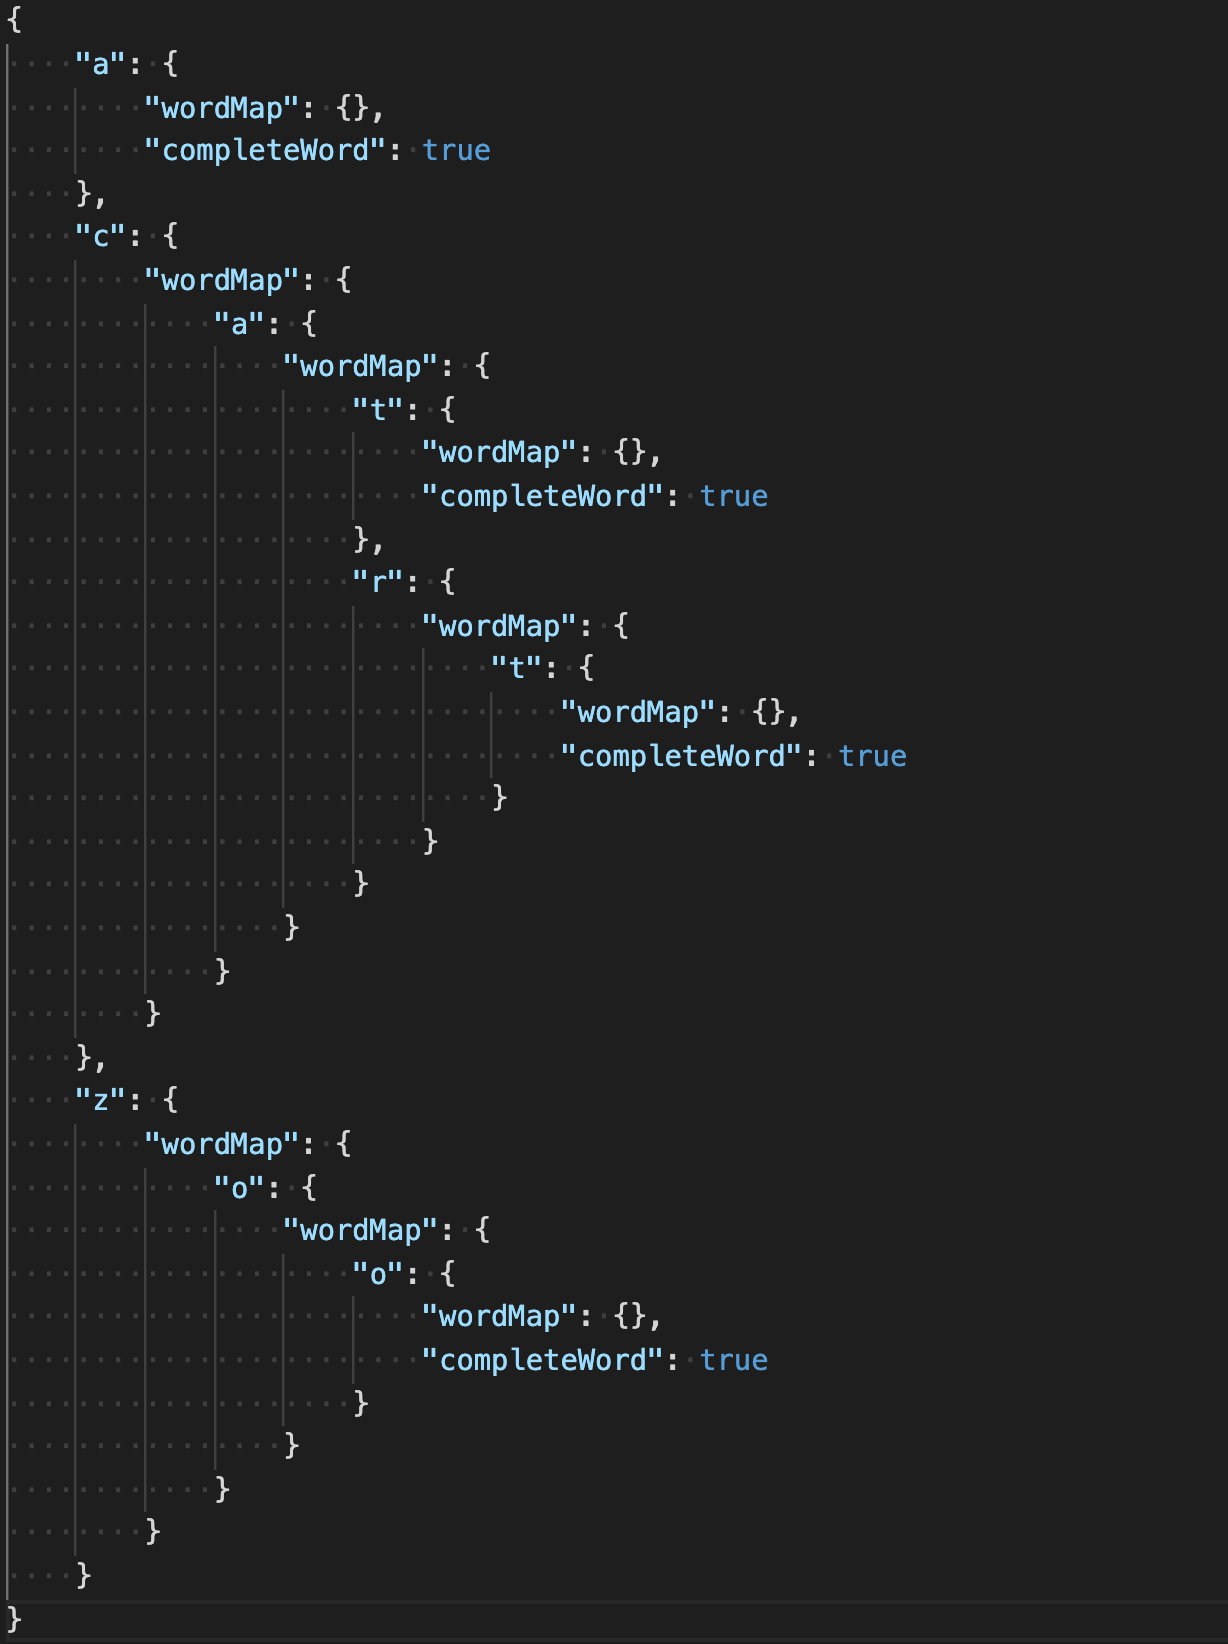 {
    "a": {
        "wordMap": {},
        "completeWord": true
    },
    "c": {
        "wordMap": {
            "a": {
                "wordMap": {
                    "t": {
                        "wordMap": {},
                        "completeWord": true
                    },
                    "r": {
                        "wordMap": {
                            "t": {
                                "wordMap": {},
                                "completeWord": true
                            }
                        }
                    }
                }
            }
        }
    },
    "z": {
        "wordMap": {
            "o": {
                "wordMap": {
                    "o": {
                        "wordMap": {},
                        "completeWord": true
                    }
                }
            }
        }
    }
}